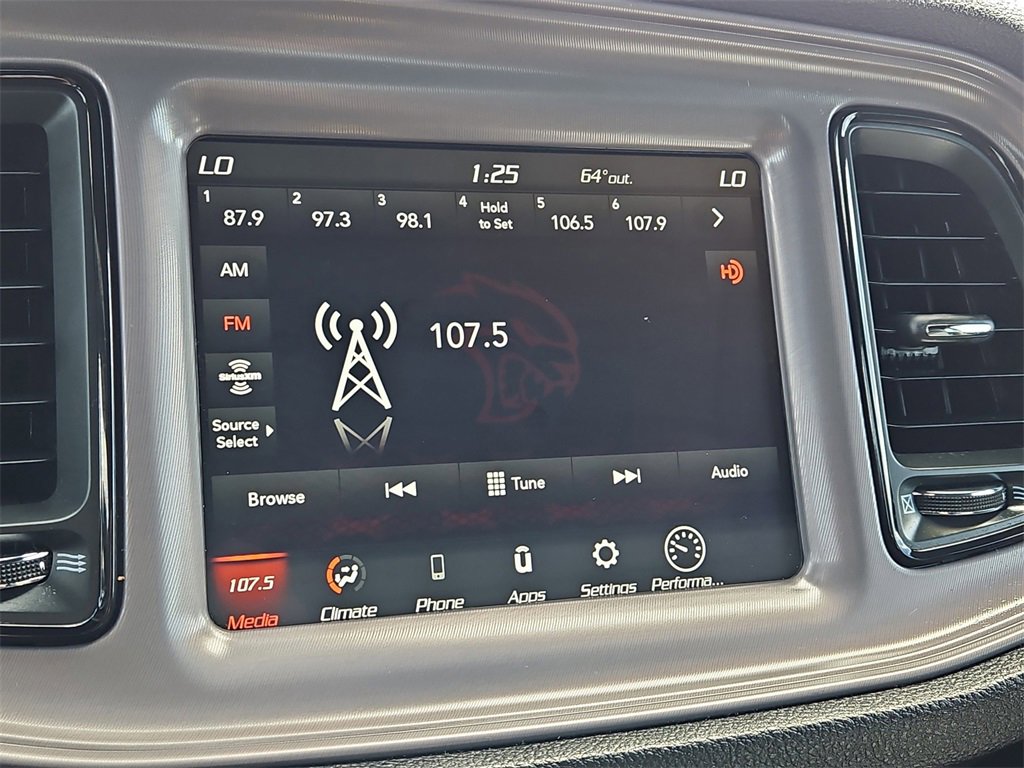 LO 1:25 64°out. LO
1 87.9 2 97.3 3 98.1 4 Hold to Set 5 106.5 6 107.9
AM
HD
FM
107.5
SiriusXM
Source
Select
Browse Tune Audio
107.5
Media Climate Phone Apps Settings Performa...